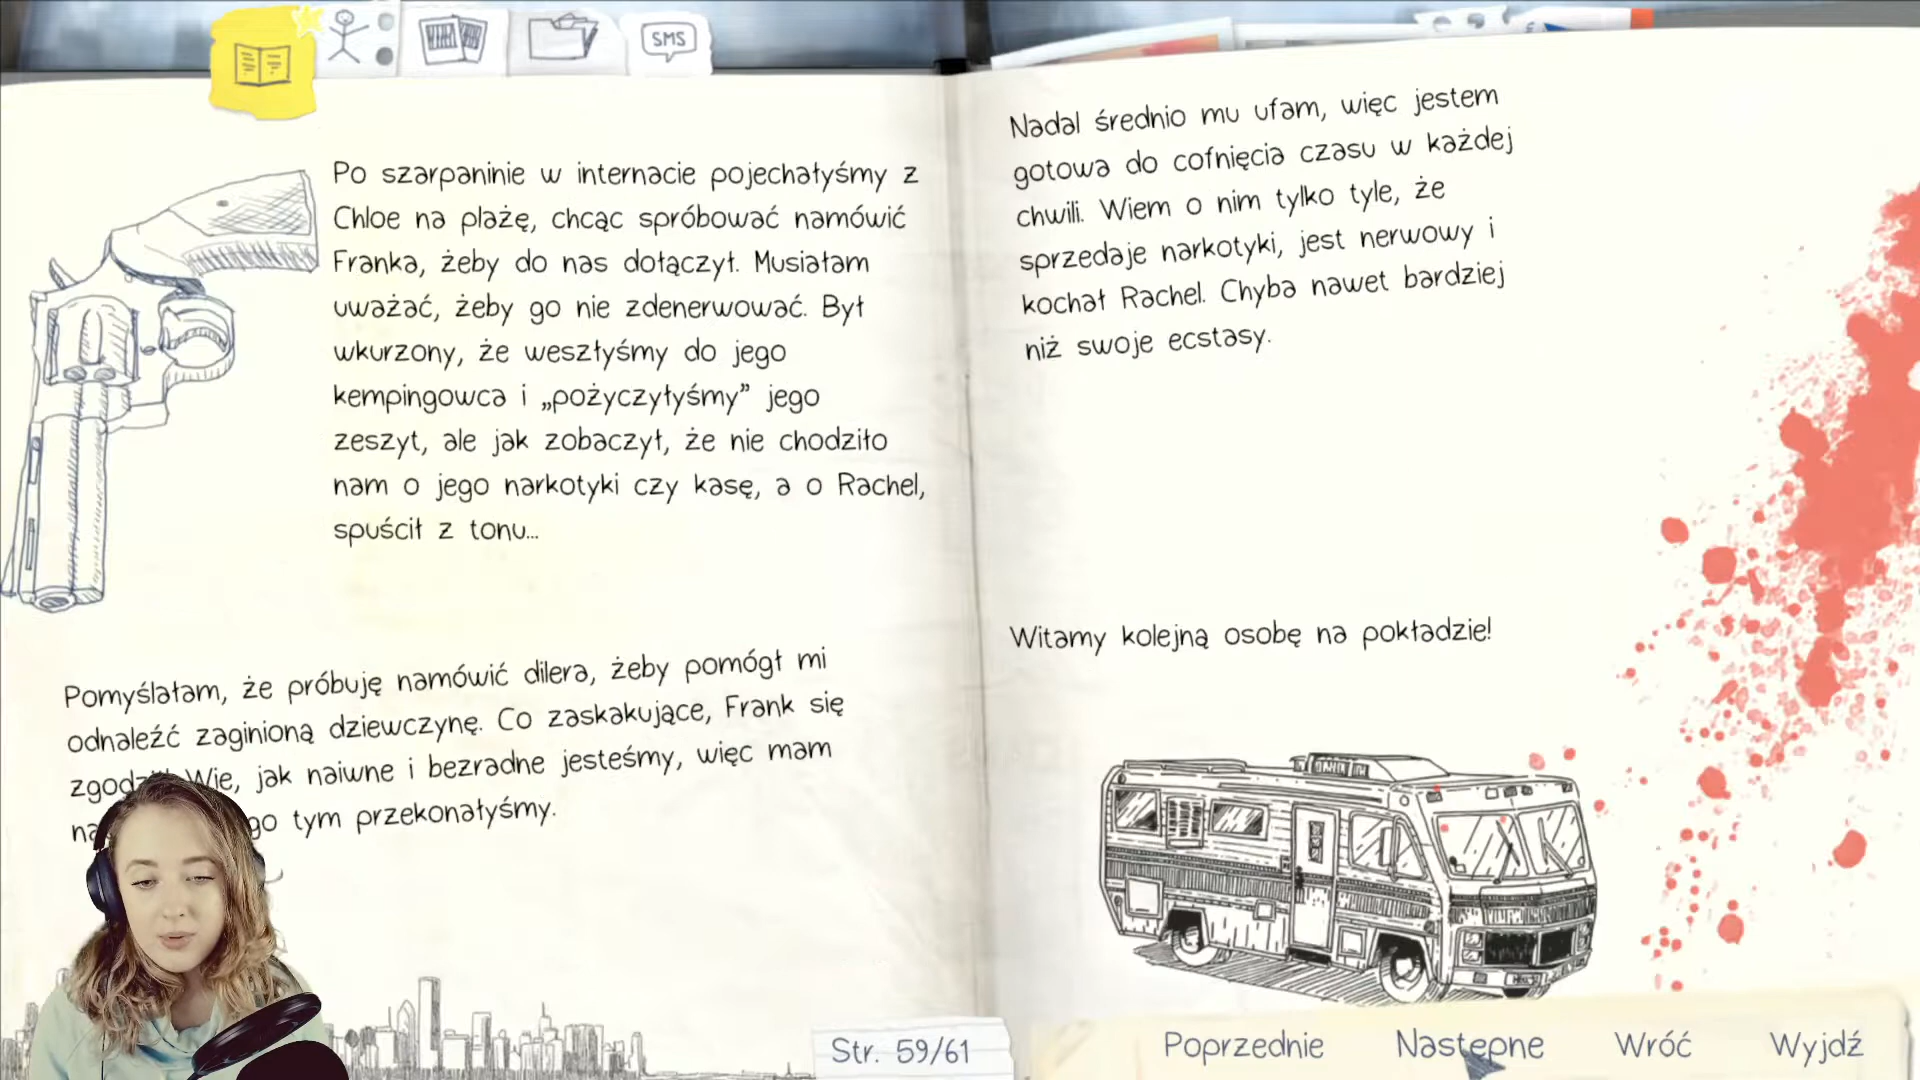 SMS
Po szarpaninie w internacie pojechałyśmy z
Chloe na plażę, chcąc spróbować namówić
Franka, żeby do nas dołączył. Musiałam
uważać, żeby go nie zdenerwować. Był
wkurzony, że weszłyśmy do jego
kempingowca i „pożyczyłyśmy” jego
zeszyt, ale jak zobaczył, że nie chodziło
nam o jego narkotyki czy kasę, a o Rachel,
spuścił z tonu...
Pomyślałam, że próbuję namówić dilera, żeby pomógł mi
odnaleźć zaginioną dziewczynę. Co zaskakujące, Frank się
Wie, jak naiwne i bezradne jesteśmy, więc mam
tym przekonałyśmy.
Nadal średnio mu ufam, więc jestem
gotowa do cofnięcia czasu w każdej
chwili. Wiem o nim tylko tyle, że
sprzedaje narkotyki, jest nerwowy i
kochał Rachel. Chyba nawet bardziej
niż swoje ecstasy.
Witamy kolejną osobę na pokładzie!
Str. 59/61
Poprzednie Następne Wróć Wyjdź